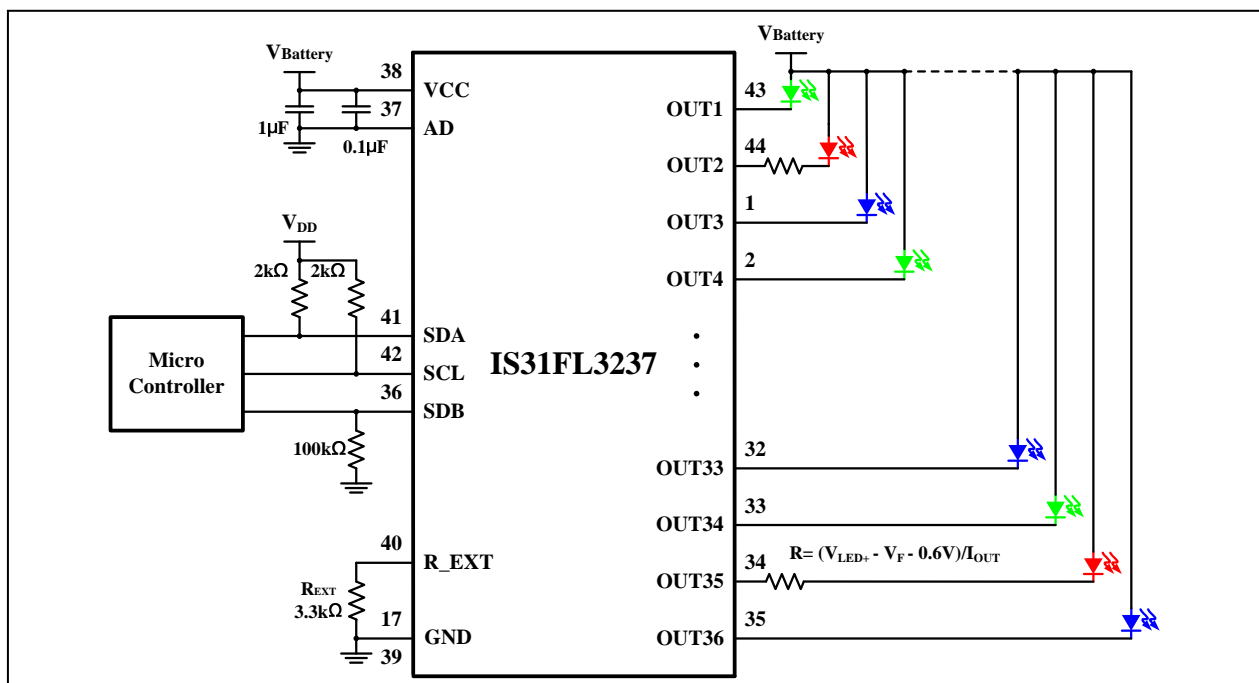 VBattery
38
VCC
37
AD
1µF
0.1µF
VDD
2kΩ
2kΩ
41
SDA
42
SCL
36
SDB
Micro
Controller
100kΩ
40
R_EXT
REXT
3.3kΩ
17
GND
39
IS31FL3237
VBattery
43
OUT1
44
OUT2
1
OUT3
2
OUT4
32
OUT33
33
OUT34
34
R= (VLED+ - VF - 0.6V)/IOUT
OUT35
35
OUT36